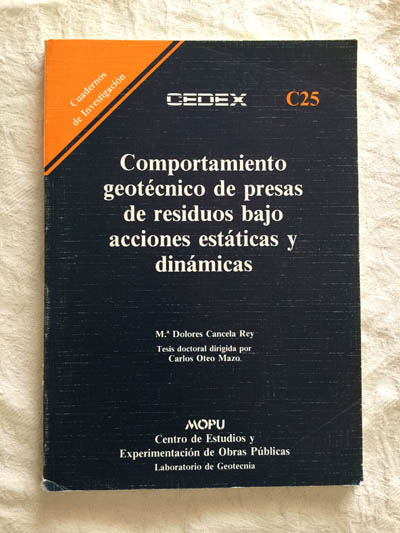 Cuadernos
de Investigación
CEDEX
C25
Comportamiento
geotécnico de presas
de residuos bajo
acciones estáticas y
dinámicas
M.ª Dolores Cancela Rey
Tesis doctoral dirigida por
Carlos Oteo Mazo.
MOPU
Centro de Estudios y
Experimentación de Obras Públicas
Laboratorio de Geotecnia